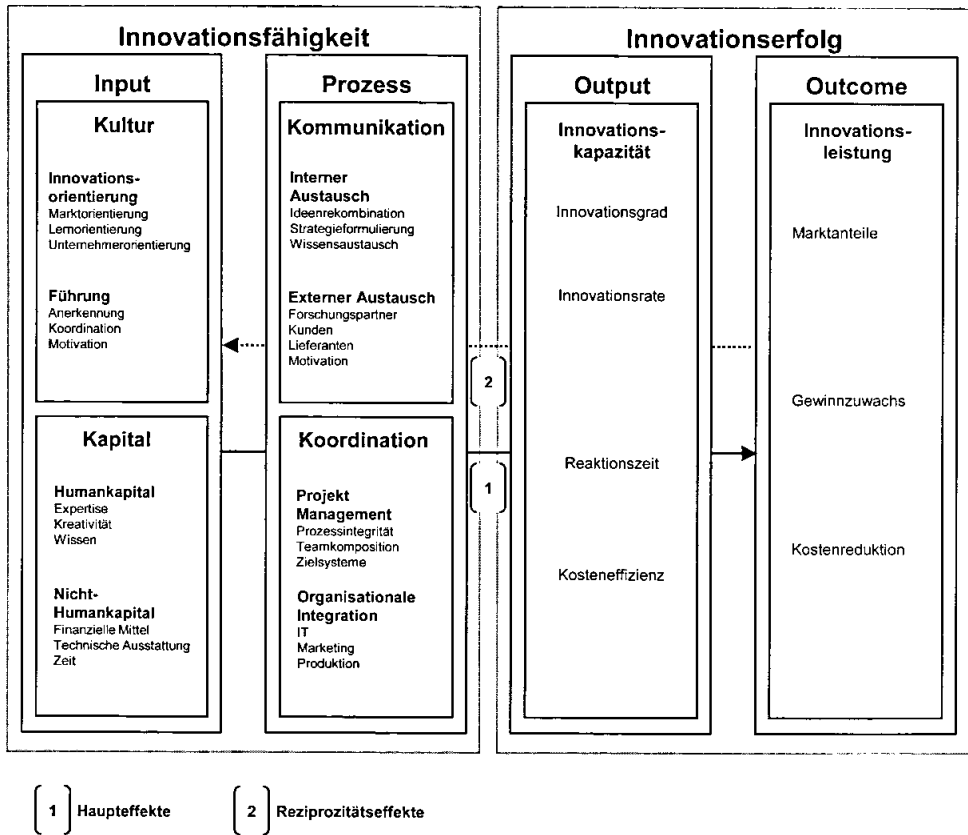 Innovationsfähigkeit
Innovationserfolg
Input
Kultur
Innovations-
orientierung
Marktorientierung
Lernorientierung
Unternehmerorientierung
Führung
Anerkennung
Koordination
Motivation
Kapital
Humankapital
Expertise
Kreativität
Wissen
Nicht-
Humankapital
Finanzielle Mittel
Technische Ausstattung
Zeit
Prozess
Kommunikation
Interner
Austausch
Ideenrekombination
Strategieformulierung
Wissensaustausch
Externer Austausch
Forschungspartner
Kunden
Lieferanten
Motivation
Koordination
Projekt
Management
Prozessintegrität
Teamkomposition
Zielsysteme
Organisationale
Integration
IT
Marketing
Produktion
2
1
Output
Innovations-
kapazität
Innovationsgrad
Innovationsrate
Reaktionszeit
Kosteneffizienz
Outcome
Innovations-
leistung
Marktanteile
Gewinnzuwachs
Kostenreduktion
1 Haupteffekte
2 Reziprozitätseffekte